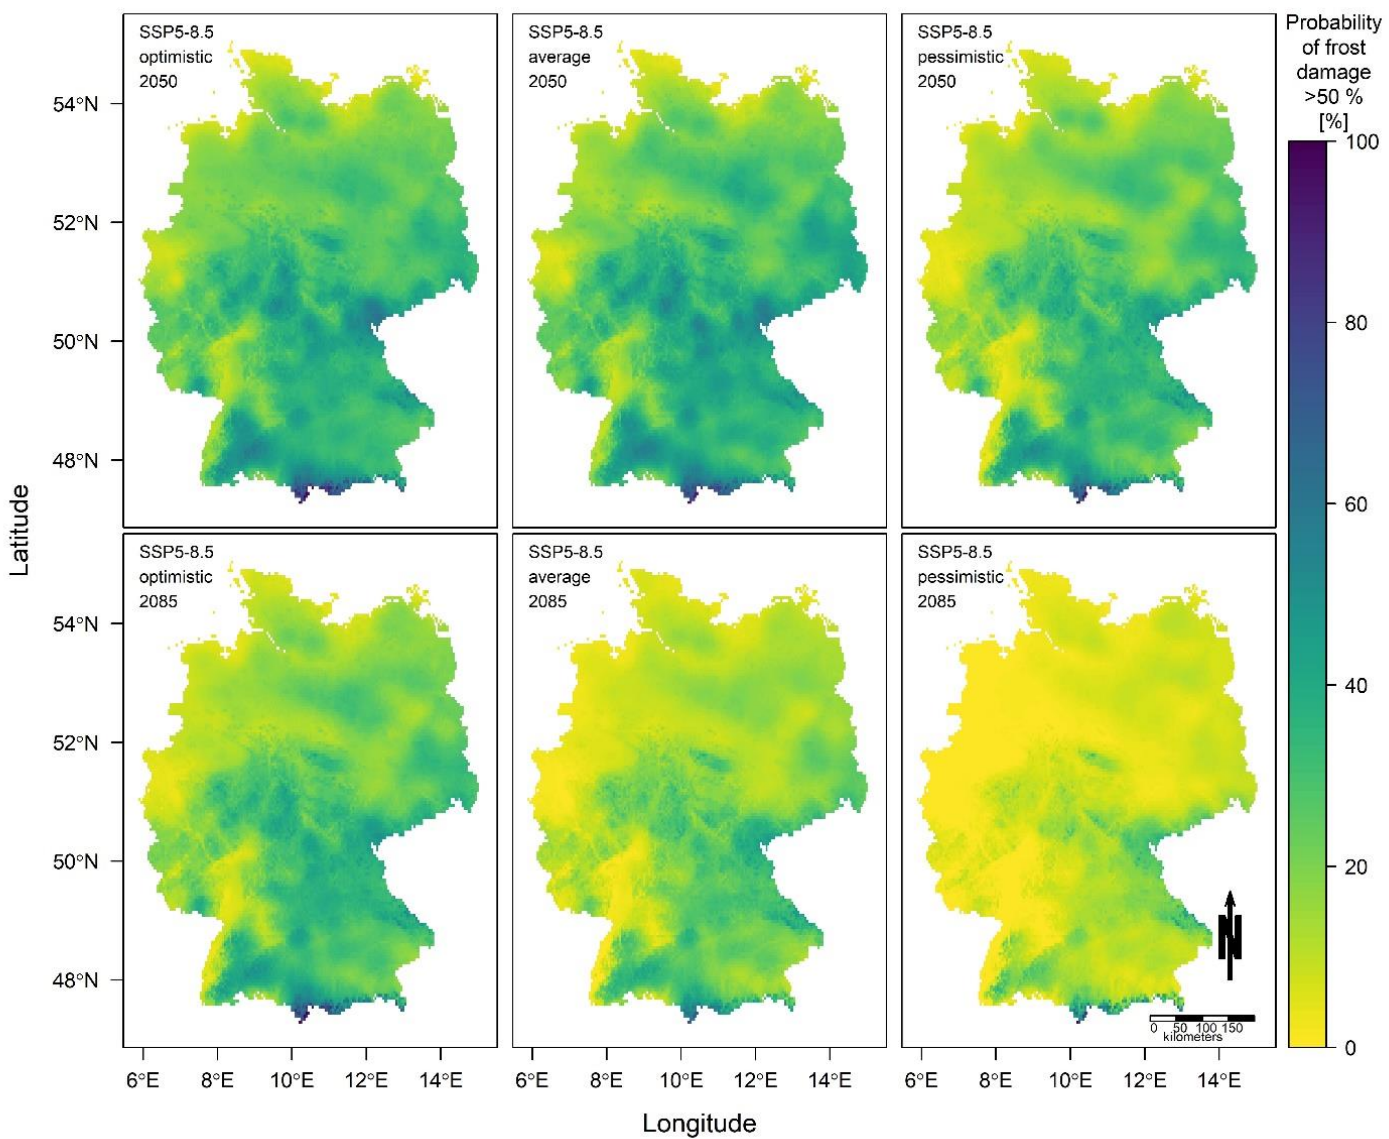 SSP5-8.5
optimistic
2050
SSP5-8.5
average
2050
SSP5-8.5
pessimistic
2050
Probability
of frost
damage
>50 %
[%]
100
80
60
40
20
0
54°N
52°N
50°N
48°N
Latitude
SSP5-8.5
optimistic
2085
SSP5-8.5
average
2085
SSP5-8.5
pessimistic
2085
54°N
52°N
50°N
48°N
N
0 50 100 150
kilometers
6°E 8°E 10°E 12°E 14°E
6°E 8°E 10°E 12°E 14°E
6°E 8°E 10°E 12°E 14°E
Longitude